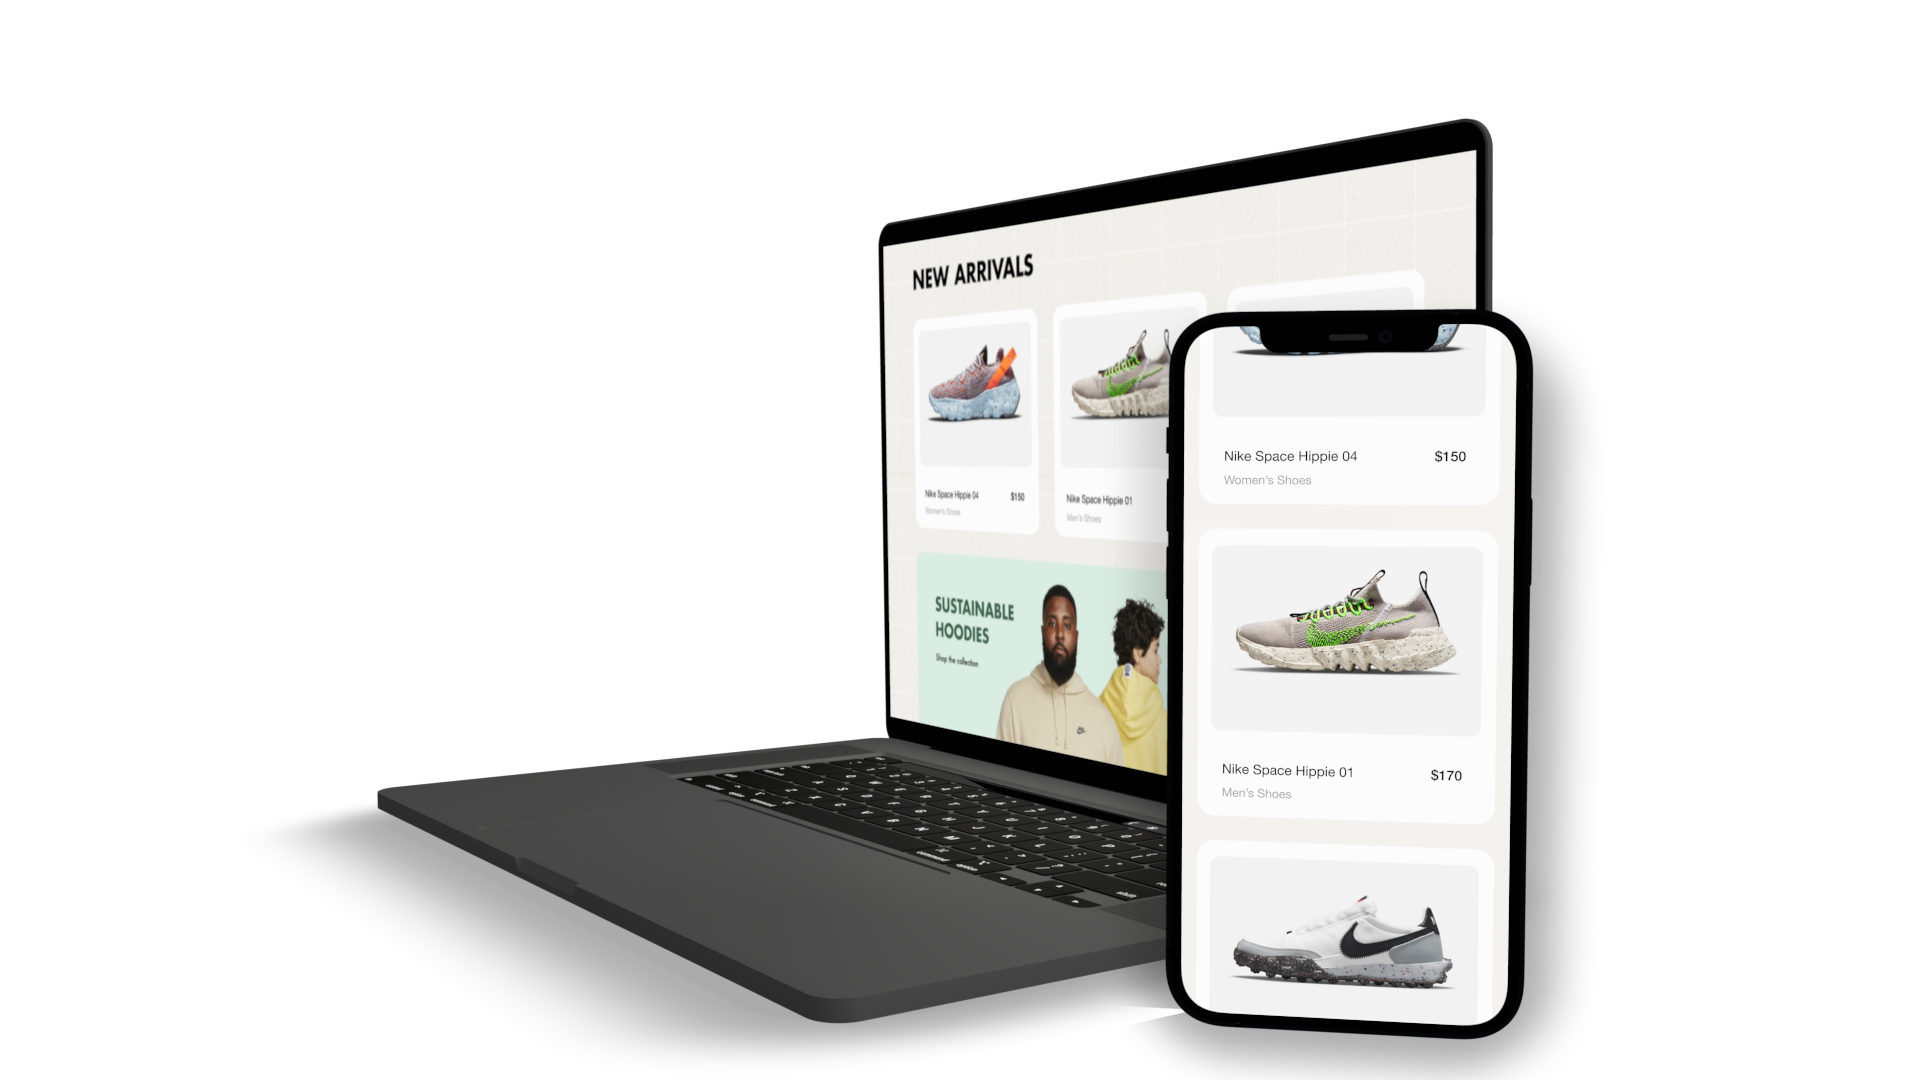 NEW ARRIVALS
Nike Space Hippie 04
$150
Women's Shoes
Nike Space Hippie 01
Men's Shoes
SUSTAINABLE
HOODIES
Shop the collection
Nike Space Hippie 04
$150
Women's Shoes
Nike Space Hippie 01
$170
Men's Shoes